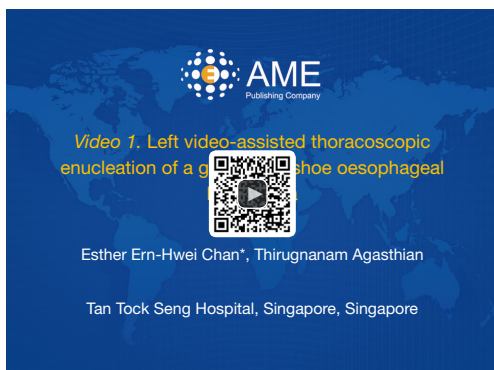 AME
Publishing Company
Video 1. Left video-assisted thoracoscopic
enucleation of a shoe oesophageal
Esther Ern-Hwei Chan*, Thirugnanam Agasthian
Tan Tock Seng Hospital, Singapore, Singapore